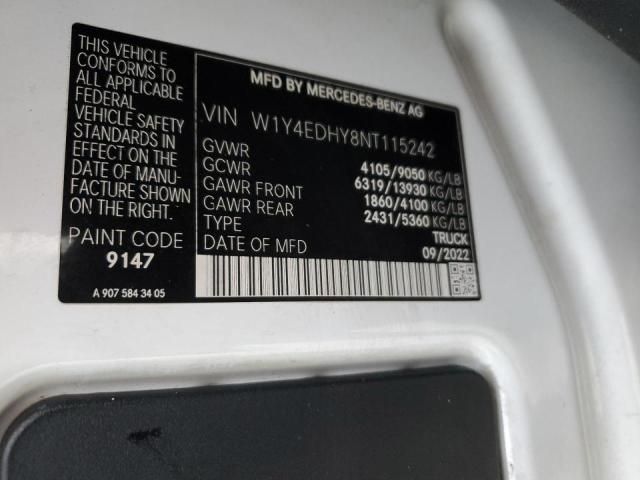 THIS VEHICLE
CONFORMS TO
ALL APPLICABLE
FEDERAL
VEHICLE SAFETY
STANDARDS IN
EFFECT ON THE
DATE OF MANU-
FACTURE SHOWN
ON THE RIGHT.
PAINT CODE
9147
A 907 584 34 05
MFD BY MERCEDES-BENZ AG
VIN W1Y4EDHY8NT115242
GVWR 4105/9050 KG/LB
GCWR 6319/13930 KG/LB
GAWR FRONT 1860/4100 KG/LB
GAWR REAR 2431/5360 KG/LB
TYPE TRUCK
DATE OF MFD 09/2022